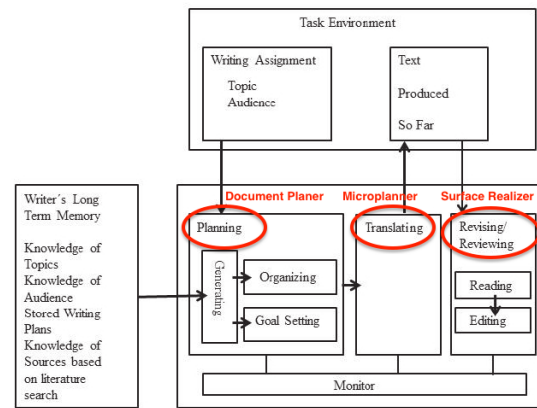 Task Environment
Writing Assignment
Topic
Audience
Text
Produced
So Far
Writer´s Long
Term Memory
Knowledge of
Topics
Knowledge of
Audience
Stored Writing
Plans
Knowledge of
Sources based
on literature
search
Document Planer
Microplanner
Surface Realizer
Planning
Generating
Organizing
Goal Setting
Translating
Revising/
Reviewing
Reading
Editing
Monitor